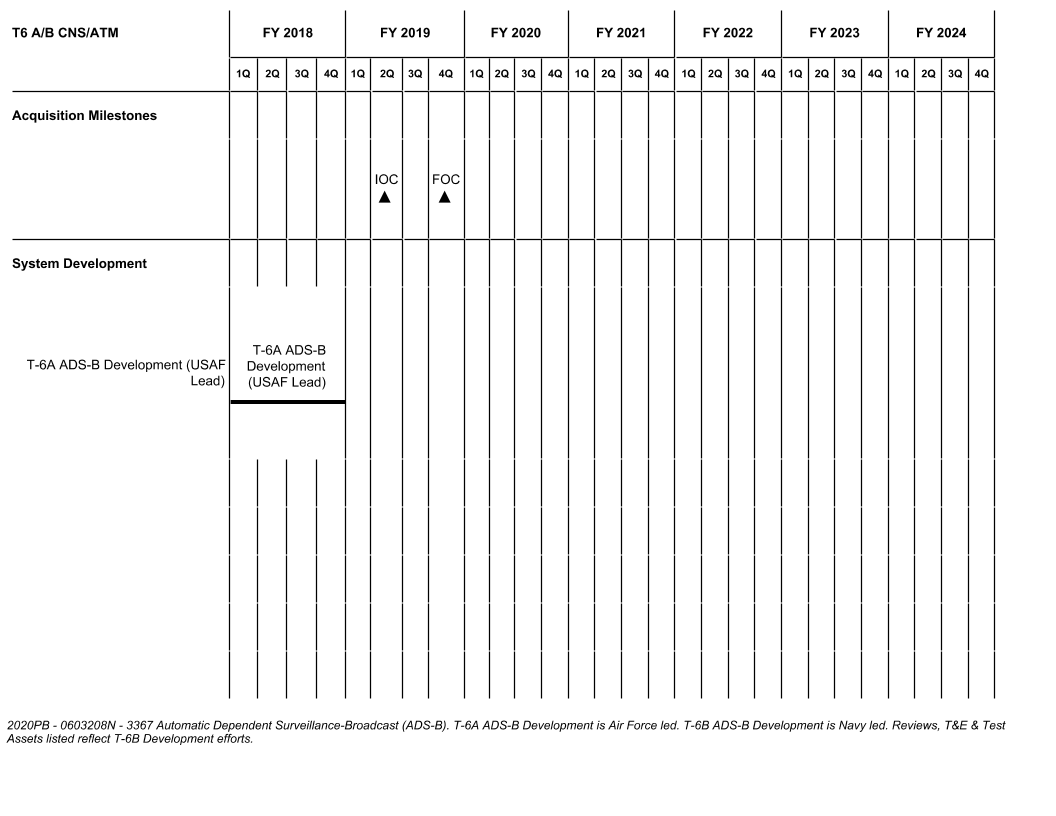 T6 A/B CNS/ATM FY 2018 FY 2019 FY 2020 FY 2021 FY 2022 FY 2023 FY 2024
1Q 2Q 3Q 4Q 1Q 2Q 3Q 4Q 1Q 2Q 3Q 4Q 1Q 2Q 3Q 4Q 1Q 2Q 3Q 4Q 1Q 2Q 3Q 4Q 1Q 2Q 3Q 4Q
Acquisition Milestones
IOC FOC
System Development
T-6A ADS-B Development (USAF
Lead)
T-6A ADS-B
Development
(USAF Lead)
2020PB - 0603208N - 3367 Automatic Dependent Surveillance-Broadcast (ADS-B). T-6A ADS-B Development is Air Force led. T-6B ADS-B Development is Navy led. Reviews, T&E & Test
Assets listed reflect T-6B Development efforts.